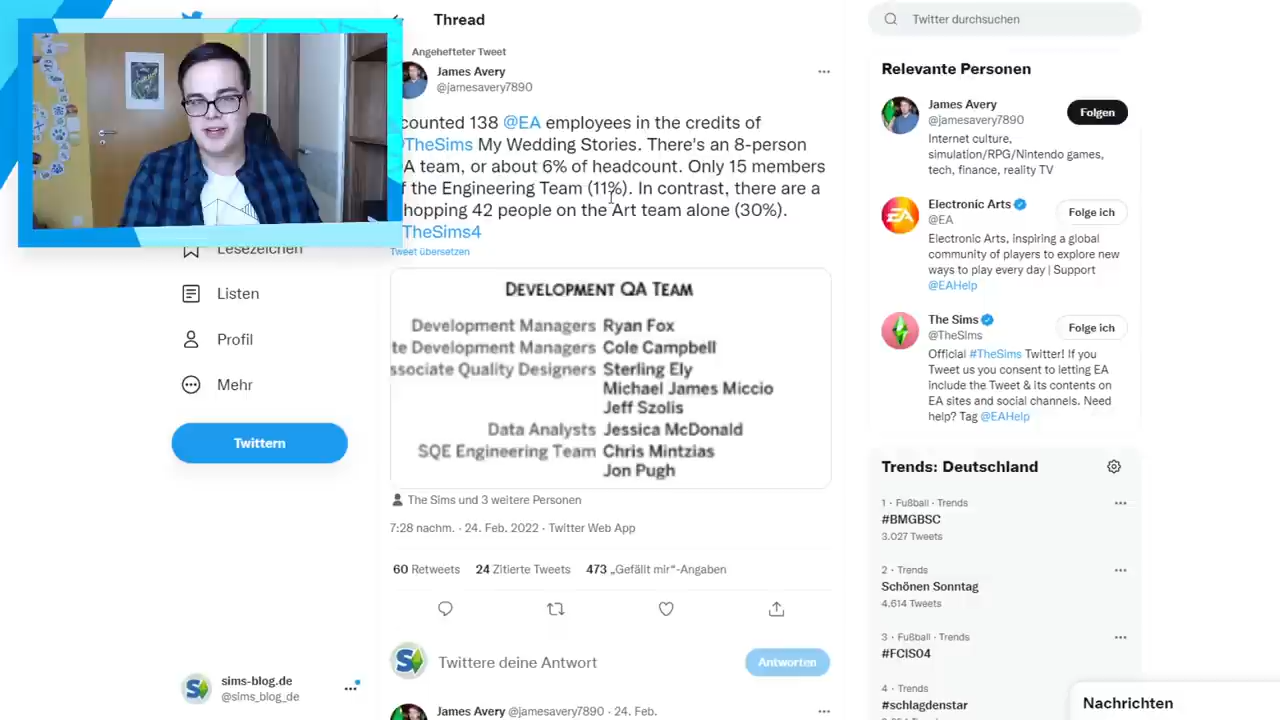 Thread
Angehefteter Tweet
James Avery
@jamesavery7890
counted 138 @EA employees in the credits of
TheSims My Wedding Stories. There's an 8-person
A team, or about 6% of headcount. Only 15 members
f the Engineering Team (11%). In contrast, there are a
hopping 42 people on the Art team alone (30%).
TheSims4
Tweet übersetzen
DEVELOPMENT QA TEAM
Development Managers Ryan Fox
te Development Managers Cole Campbell
ssociate Quality Designers Sterling Ely
Michael James Miccio
Jeff Szolis
Data Analysts Jessica McDonald
SQE Engineering Team Chris Mintzias
Jon Pugh
The Sims und 3 weitere Personen
7:28 nachm. · 24. Feb. 2022 · Twitter Web App
60 Retweets 24 Zitierte Tweets 473 „Gefällt mir“-Angaben
Twittere deine Antwort
Antworten
James Avery @jamesavery7890 · 24. Feb.
Lesezeichen
Listen
Profil
Mehr
Twittern
sims-blog.de
@sims_blog_de
Twitter durchsuchen
Relevante Personen
James Avery
@jamesavery7890
Folgen
Internet culture,
simulation/RPG/Nintendo games,
tech, finance, reality TV
Electronic Arts
@EA
Folge ich
Electronic Arts, inspiring a global
community of players to explore new
ways to play every day | Support
@EAHelp
The Sims
@TheSims
Folge ich
Official #TheSims Twitter! If you
Tweet us you consent to letting EA
include the Tweet & its contents on
EA sites and social channels. Need
help? Tag @EAHelp
Trends: Deutschland
1 · Fußball · Trends
#BMGBSC
3.027 Tweets
2 · Trends
Schönen Sonntag
4.614 Tweets
3 · Fußball · Trends
#FCIS04
4 · Trends
#schlagdenstar
Nachrichten